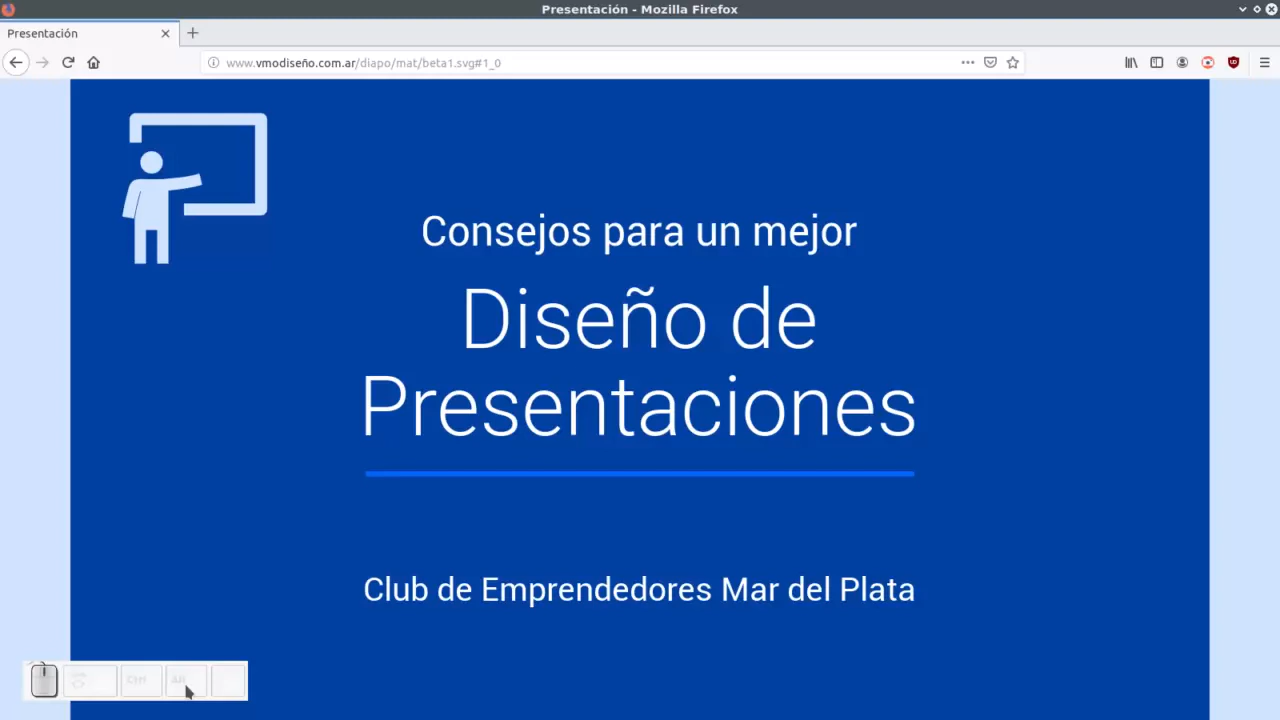 Presentación - Mozilla Firefox
Presentación
www.vmodiseño.com.ar/diapo/mat/beta1.svg#1_0
Consejos para un mejor
Diseño de
Presentaciones
Club de Emprendedores Mar del Plata
Ctrl
Alt